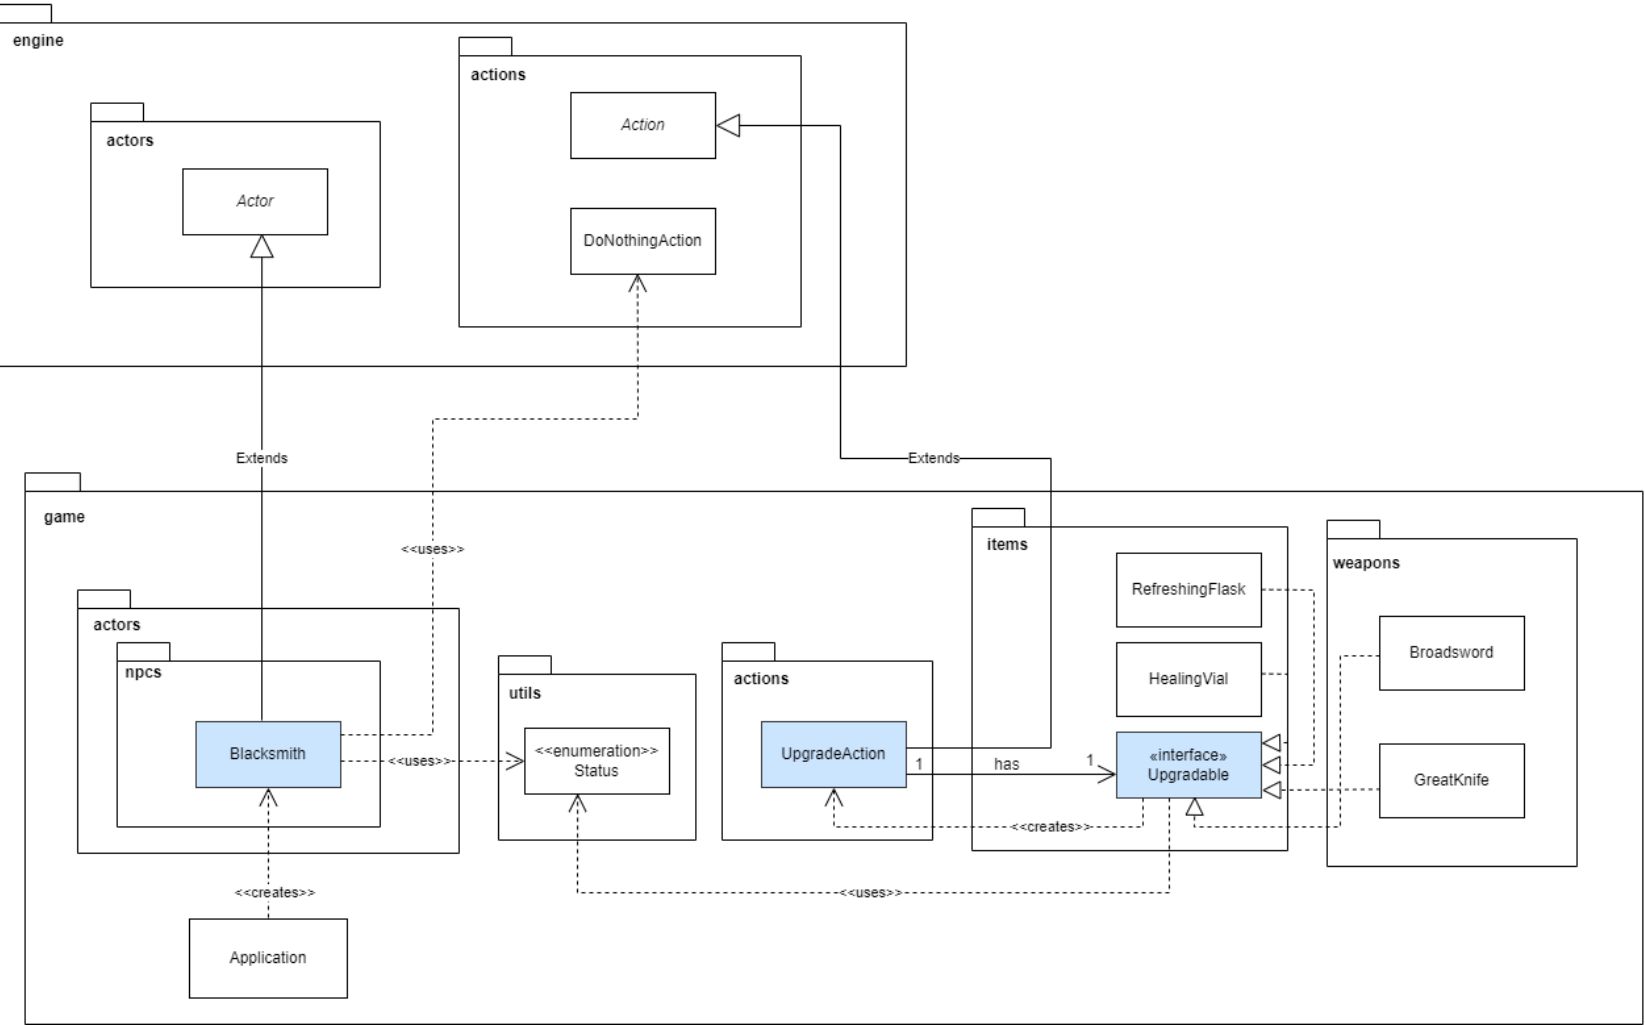 engine
actions
Action
actors
Actor
DoNothingAction
Extends
Extends
game
<<uses>>
items
weapons
RefreshingFlask
actors
Broadsword
npcs
utils
actions
HealingVial
Blacksmith
<<uses>>
<<enumeration>>
Status
UpgradeAction
1
has
1
«interface»
Upgradable
GreatKnife
<<creates>>
<<creates>>
<<uses>>
Application